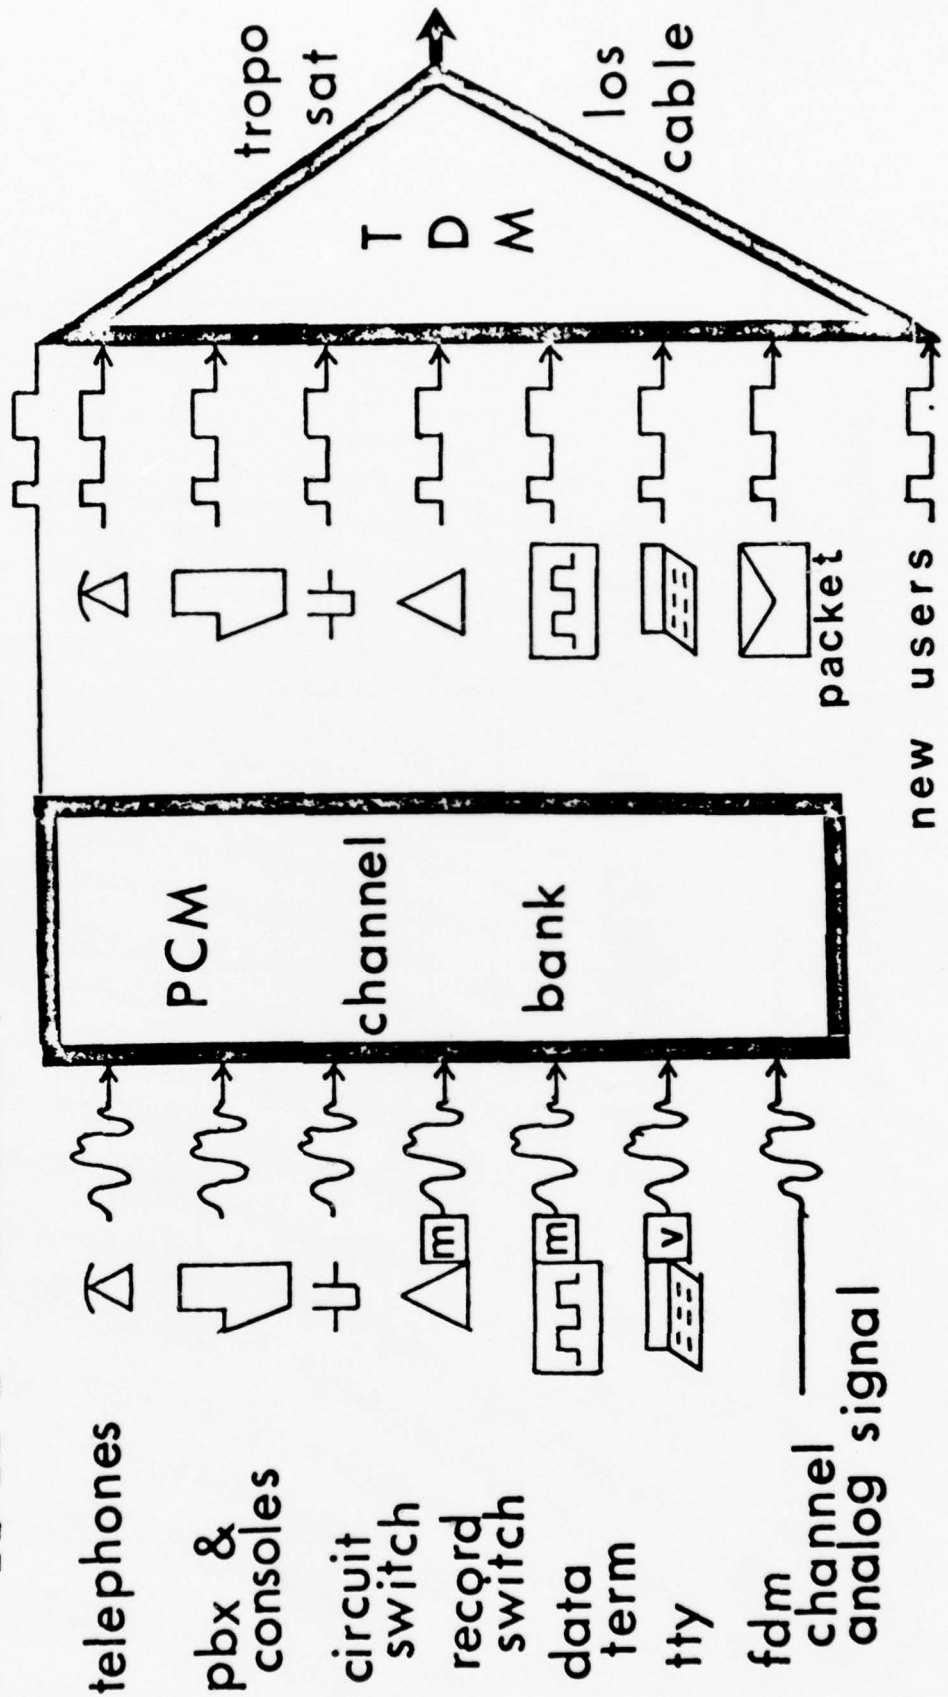 telephones
pbx &
consoles
circuit
switch
record
switch
data
term
tty
fdm
channel
analog signal
m
m
v
PCM
channel
bank
packet
new users
T
D
M
tropo
sat
los
cable